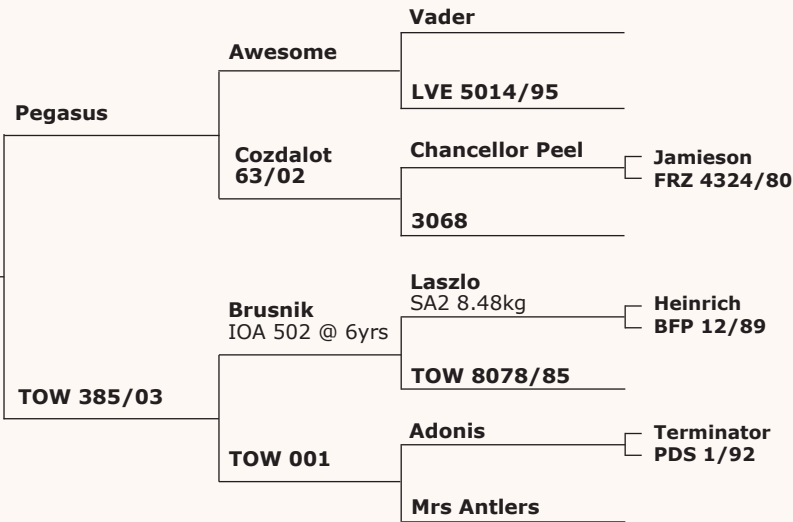 Vader
Awesome
LVE 5014/95
Pegasus
Cozdalot
63/02
Chancellor Peel
Jamieson
FRZ 4324/80
3068
Laszlo
SA2 8.48kg
Brusnik
IOA 502 @ 6yrs
Heinrich
BFP 12/89
TOW 8078/85
TOW 385/03
Adonis
Terminator
PDS 1/92
TOW 001
Mrs Antlers